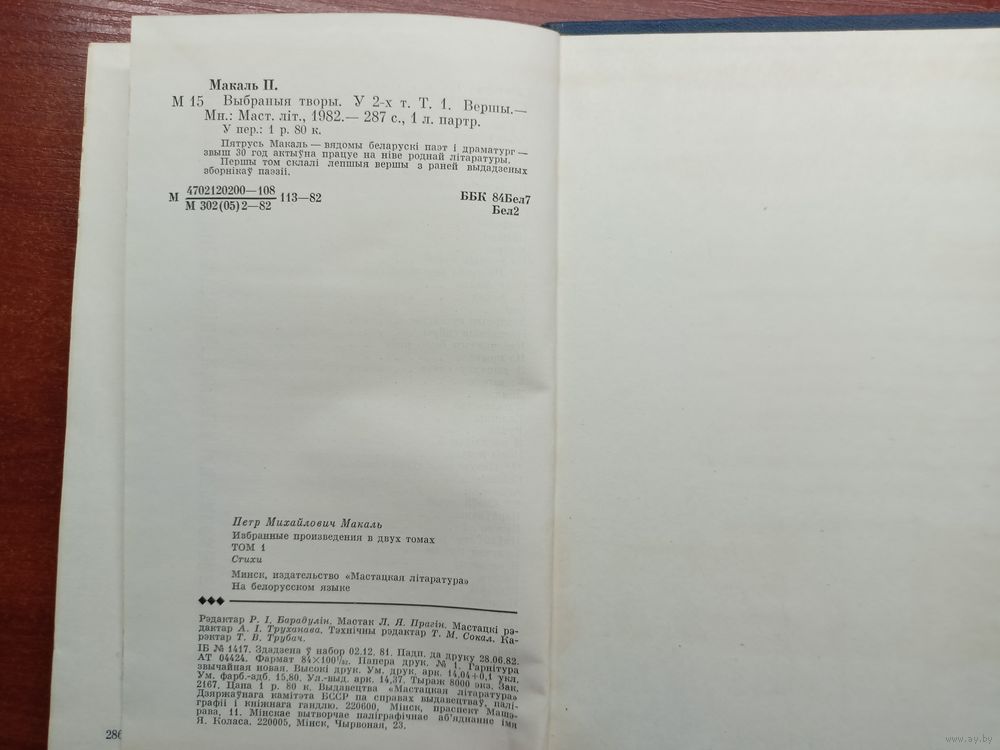 Макаль П.
М 15 Выбраныя творы. У 2-х т. Т. 1. Вершы.—
Мн.: Маст. літ., 1982.— 287 с., 1 л. партр.
У пер.: 1 р. 80 к.
Пятрусь Макаль — вядомы беларускі паэт і драматург —
звыш 30 год актыўна працуе на ніве роднай літаратуры.
Першы том склалі лепшыя вершы з раней выдадзеных
зборнікаў паэзіі.
М 4702120200—108 113—82 ББК 84Бел7
М 302(05)2—82 Бел2
Петр Михайлович Макаль
Избранные произведения в двух томах
ТОМ 1
Стихи
Минск, издательство «Мастацкая літаратура»
На белорусском языке
Рэдактар Р. І. Барадулін. Мастак Л. Я. Прагін. Мастацкі рэ-
дактар А. І. Труханава. Тэхнічны рэдактар Т. М. Сокал. Ка-
рэктар Т. В. Трубач.
ІБ № 1417. Здадзена ў набор 02.12. 81. Падп. да друку 28.06.82.
АТ 04424. Фармат 84×100¹/₃₂. Папера друк. № 1. Гарнітура
звычайная новая. Высокі друк. Ум. друк. арк. 14,04+0,1 укл.
Ум. фарб.-адб. 15,80. Ул.-выд. арк. 14,37. Тыраж 8000 экз. Зак.
2167. Цана 1 р. 80 к. Выдавецтва «Мастацкая літаратура»
Дзяржаўнага камітэта БССР па справах выдавецтваў, палі-
графіі і кніжнага гандлю. 220600, Мінск, праспект Машэ-
рава, 11. Мінскае вытворчае паліграфічнае аб'яднанне імя
Я. Коласа. 220005, Мінск, Чырвоная, 23.
286
www.ay.by